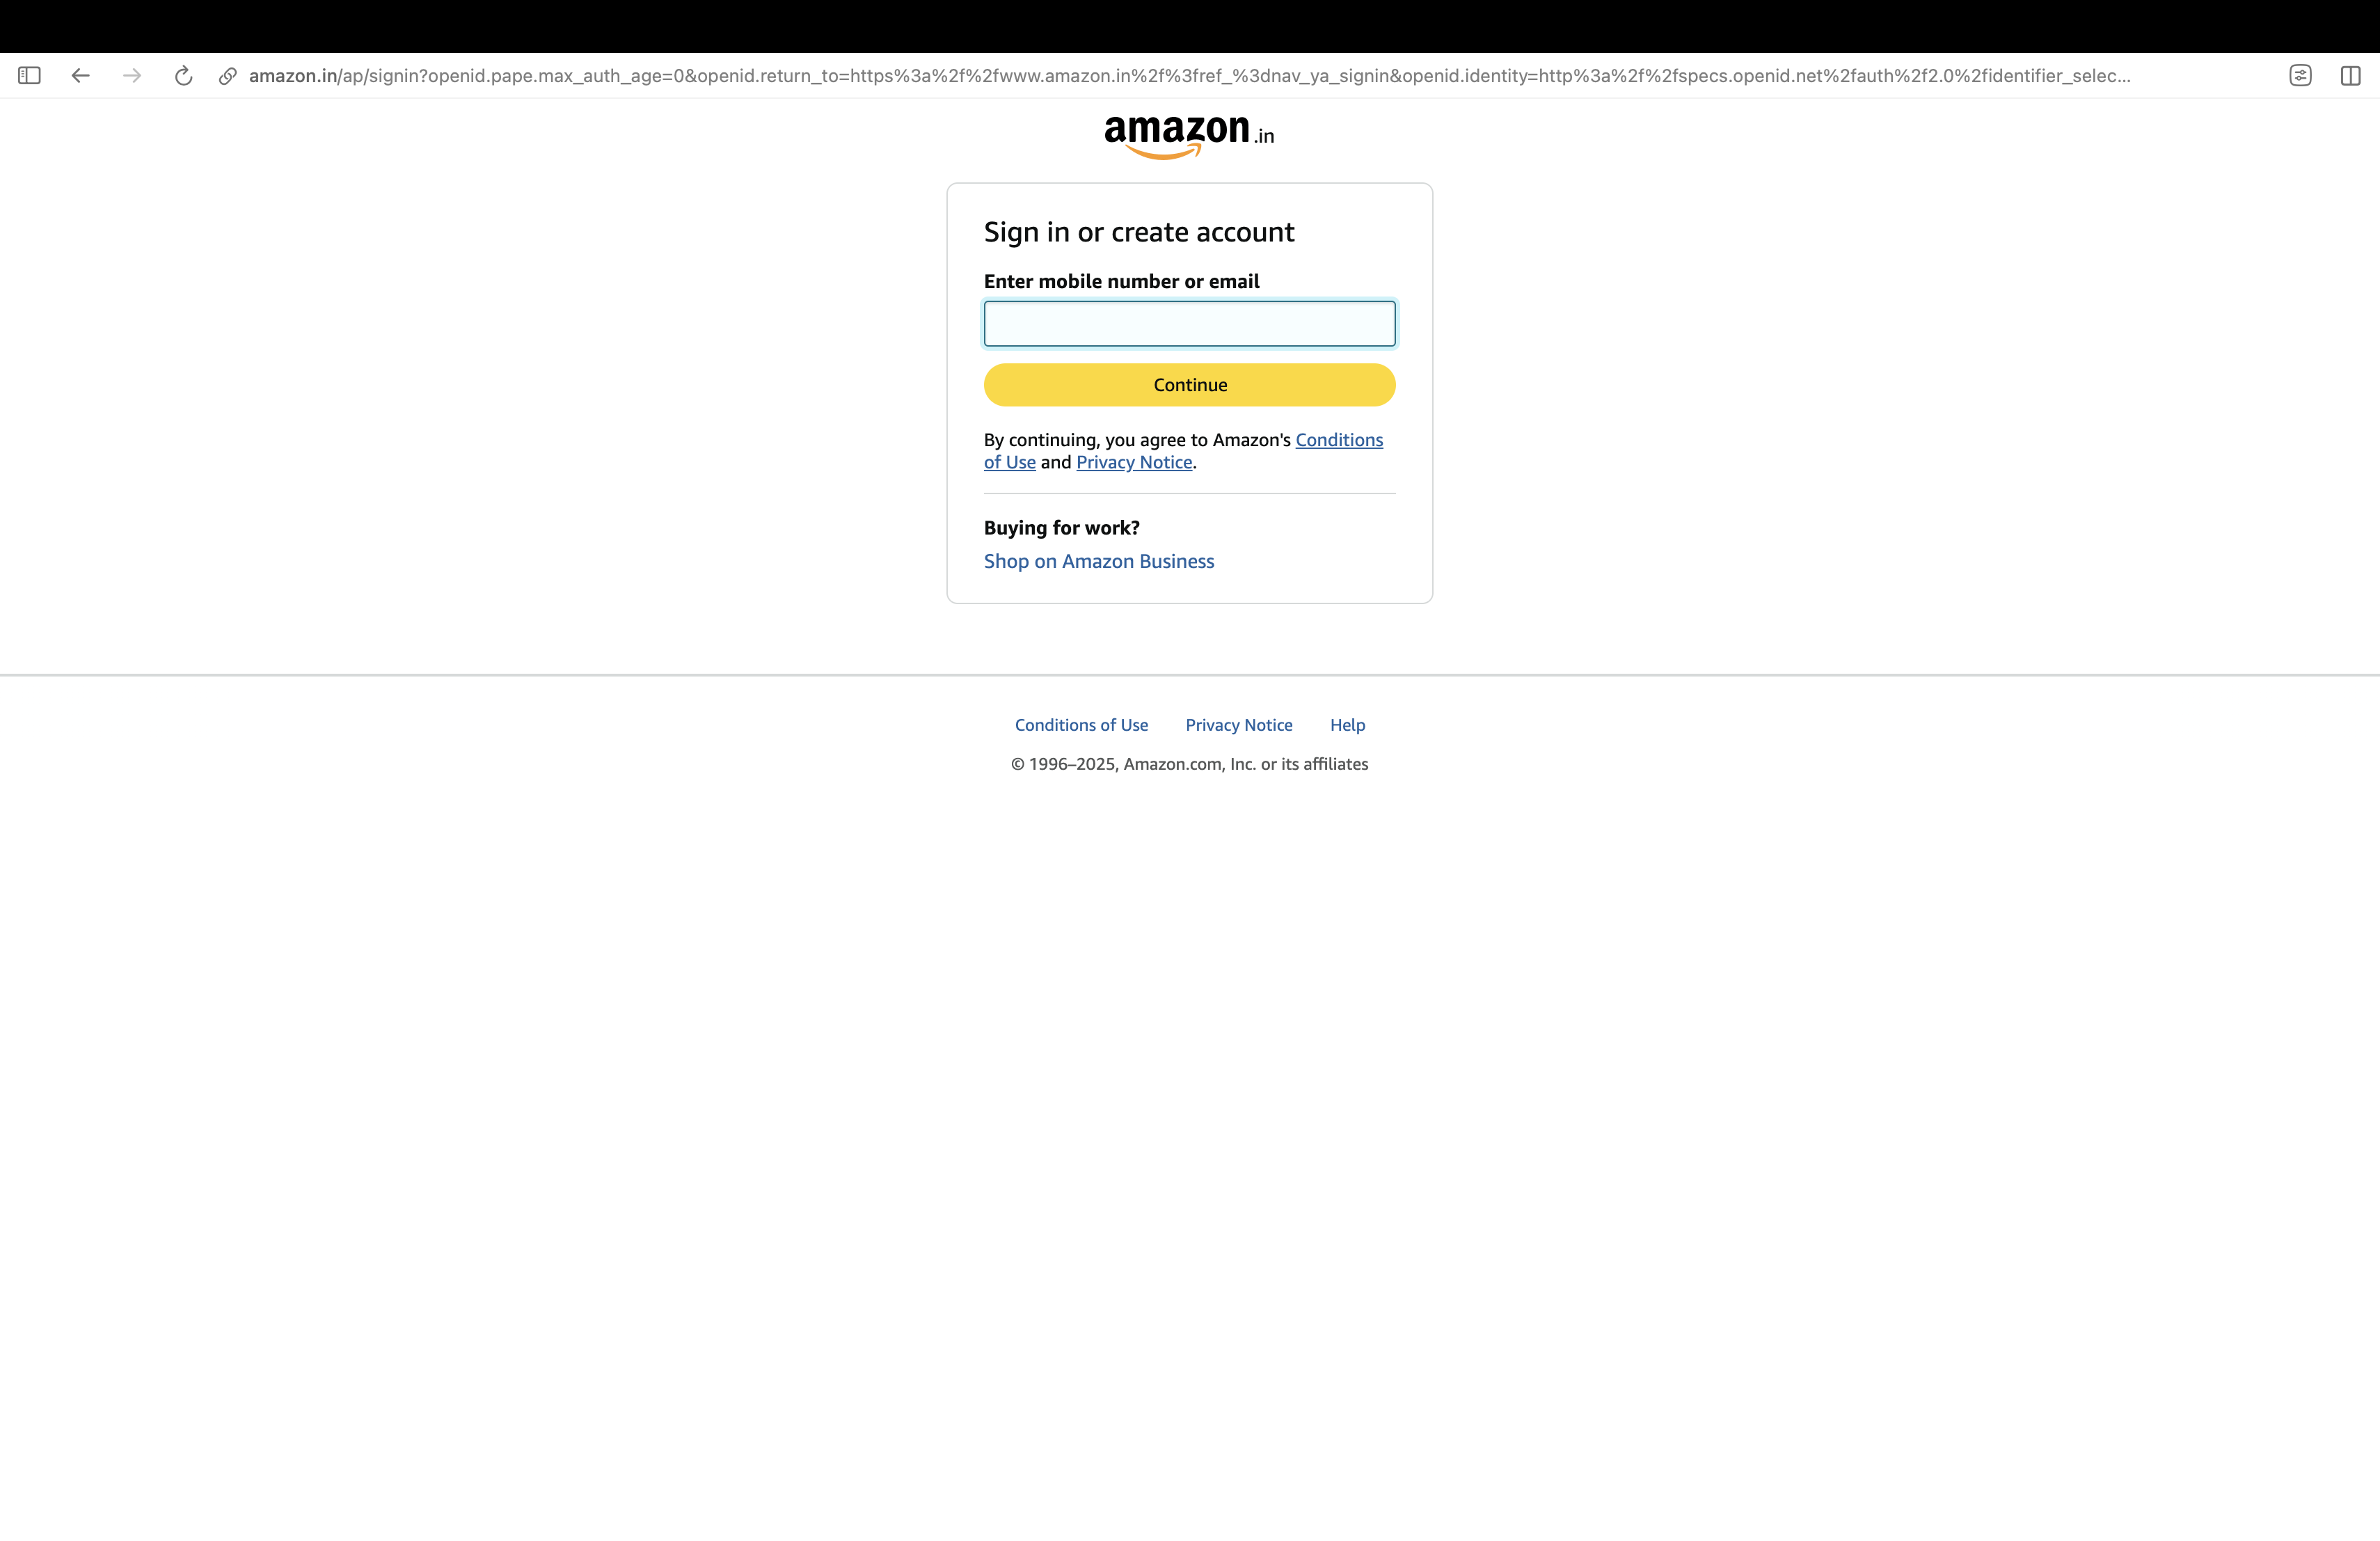 amazon.in/ap/signin?openid.pape.max_auth_age=0&openid.return_to=https%3a%2f%2fwww.amazon.in%2f%3fref_%3dnav_ya_signin&openid.identity=http%3a%2f%2fspecs.openid.net%2fauth%2f2.0%2fidentifier_selec...
amazon.in
Sign in or create account
Enter mobile number or email
Continue
By continuing, you agree to Amazon's Conditions
of Use and Privacy Notice.
Buying for work?
Shop on Amazon Business
Conditions of Use Privacy Notice Help
© 1996–2025, Amazon.com, Inc. or its affiliates